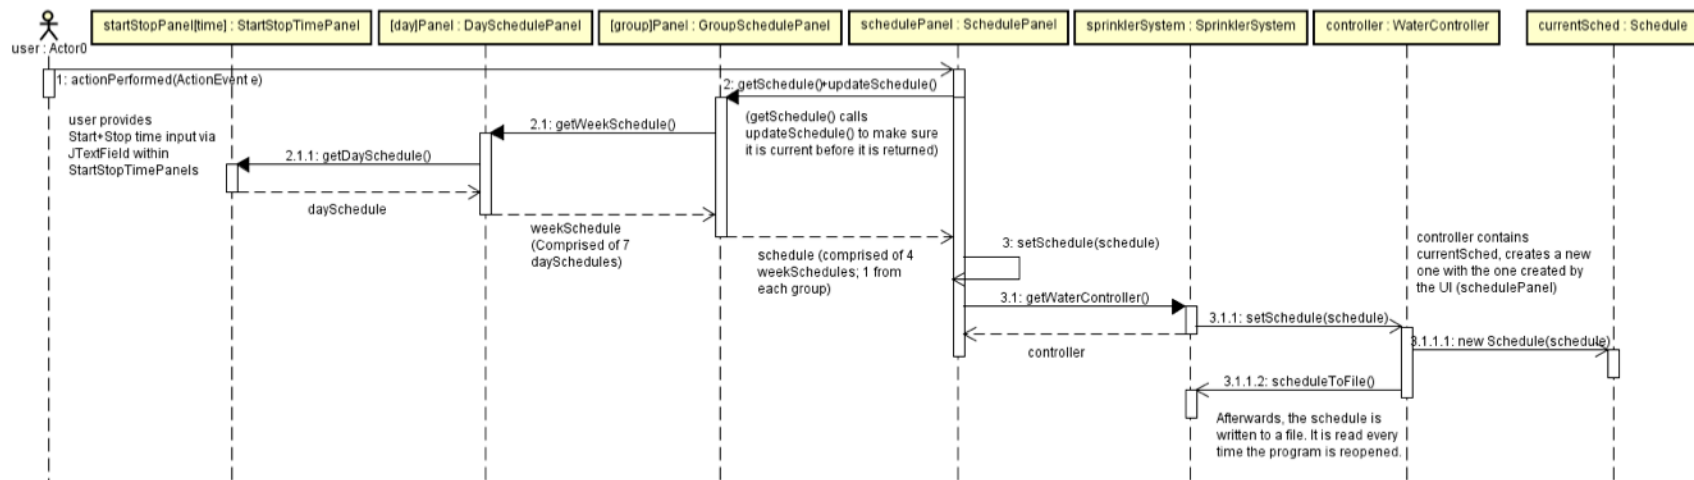 startStopPanel[time] : StartStopTimePanel
[day]Panel : DaySchedulePanel
[group]Panel : GroupSchedulePanel
schedulePanel : SchedulePanel
sprinklerSystem : SprinklerSystem
controller : WaterController
currentSched : Schedule
user : Actor0
1: actionPerformed(ActionEvent e)
2: getSchedule()+updateSchedule()
user provides
Start+Stop time input via
JTextField within
StartStopTimePanels
(getSchedule() calls
updateSchedule() to make sure
it is current before it is returned)
2.1: getWeekSchedule()
2.1.1: getDaySchedule()
daySchedule
weekSchedule
(Comprised of 7
daySchedules)
schedule (comprised of 4
weekSchedules; 1 from
each group)
3: setSchedule(schedule)
controller contains
currentSched, creates a new
one with the one created by
the UI (schedulePanel)
3.1: getWaterController()
3.1.1: setSchedule(schedule)
controller
3.1.1.1: new Schedule(schedule)
3.1.1.2: scheduleToFile()
Afterwards, the schedule is
written to a file. It is read every
time the program is reopened.